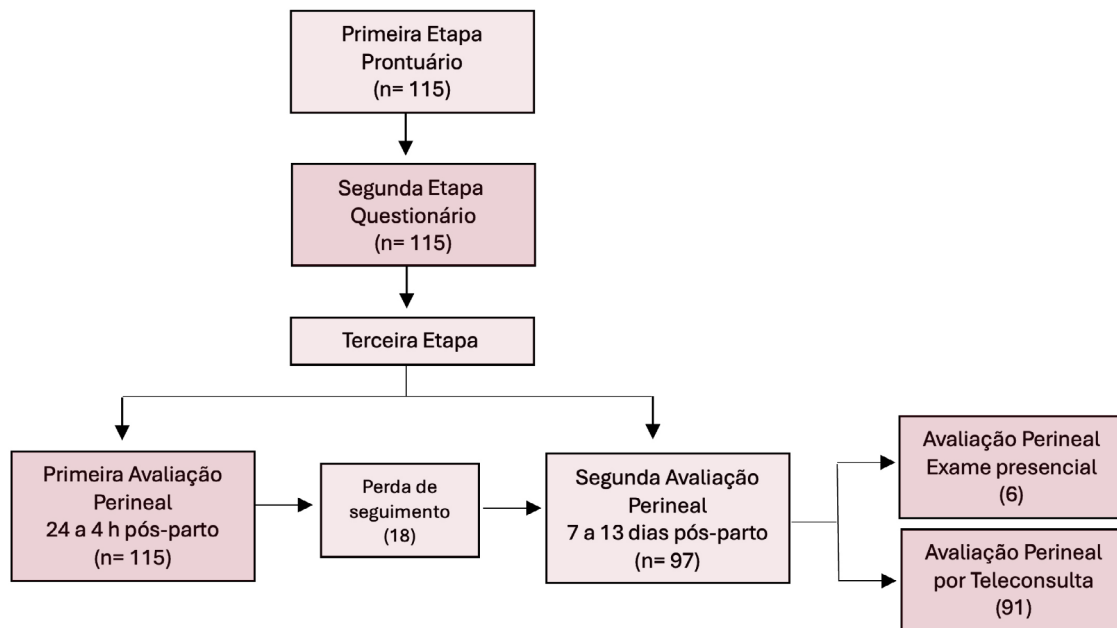 Primeira Etapa
Prontuário
(n= 115)
Segunda Etapa
Questionário
(n= 115)
Terceira Etapa
Primeira Avaliação
Perineal
24 a 4 h pós-parto
(n= 115)
Perda de
seguimento
(18)
Segunda Avaliação
Perineal
7 a 13 dias pós-parto
(n= 97)
Avaliação Perineal
Exame presencial
(6)
Avaliação Perineal
por Teleconsulta
(91)